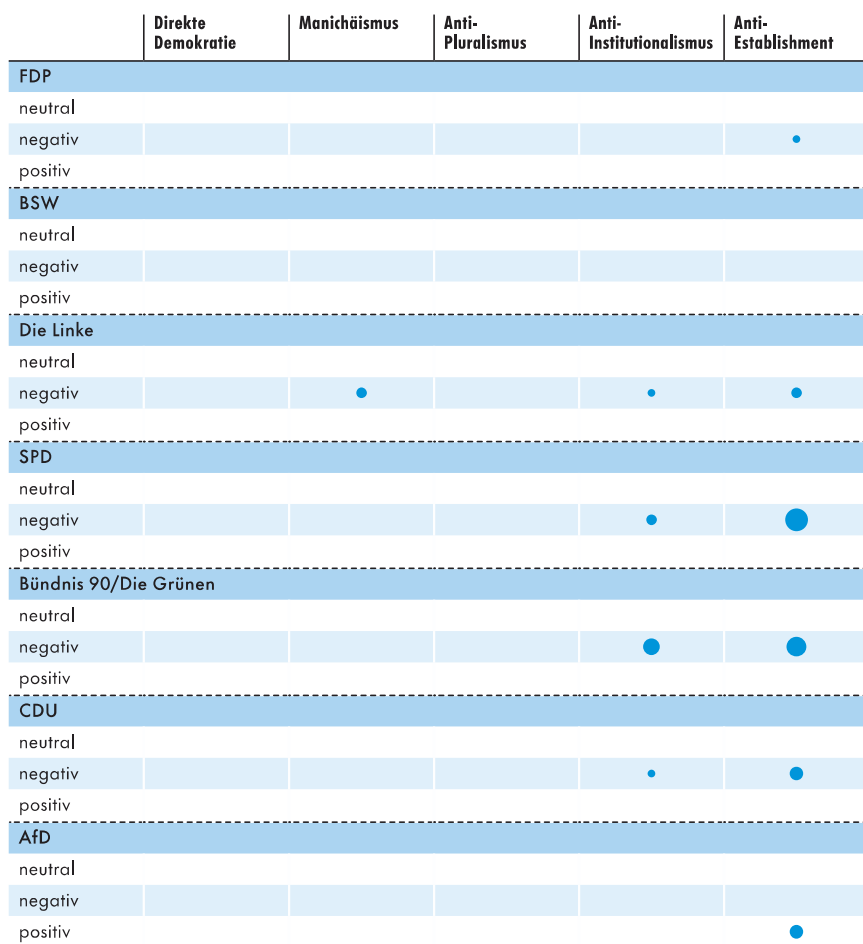 Direkte Demokratie
Manichäismus
Anti-Pluralismus
Anti-Institutionalismus
Anti-Establishment
FDP
neutral
negativ
positiv
BSW
neutral
negativ
positiv
Die Linke
neutral
negativ
positiv
SPD
neutral
negativ
positiv
Bündnis 90/Die Grünen
neutral
negativ
positiv
CDU
neutral
negativ
positiv
AfD
neutral
negativ
positiv